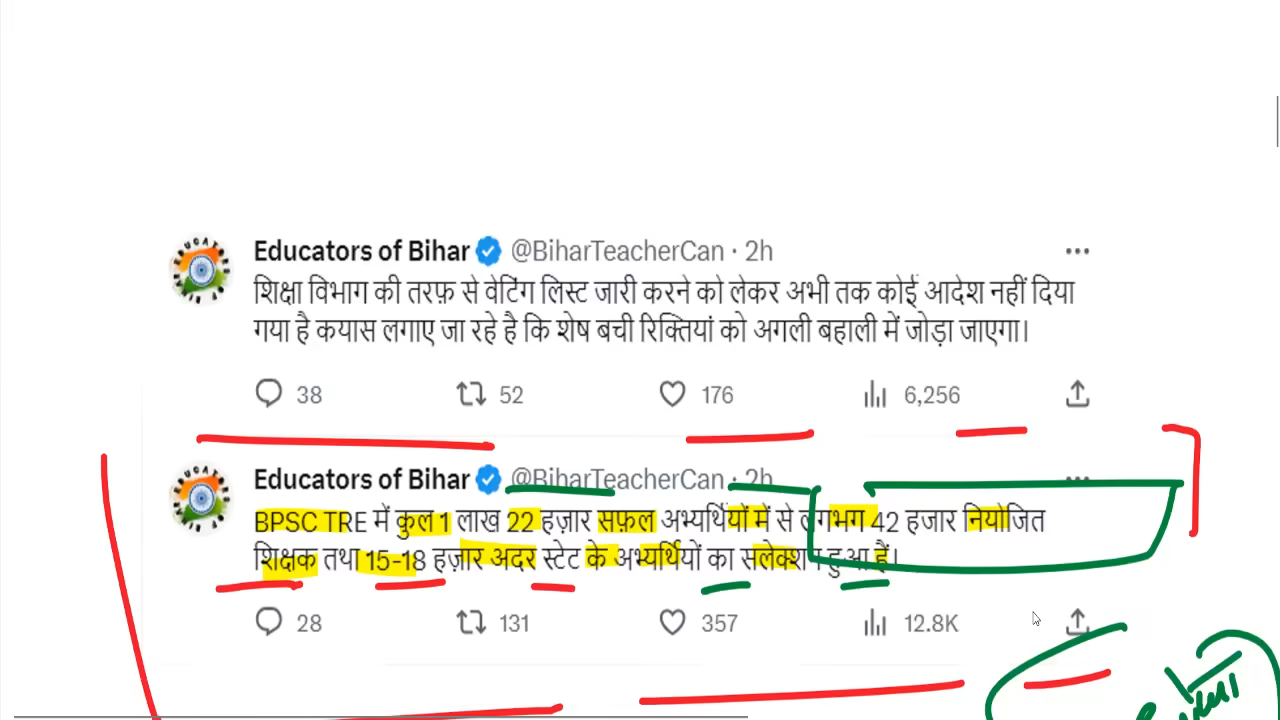 Educators of Bihar @BiharTeacherCan · 2h
शिक्षा विभाग की तरफ़ से वेटिंग लिस्ट जारी करने को लेकर अभी तक कोई आदेश नहीं दिया
गया है कयास लगाए जा रहे है कि शेष बची रिक्तियां को अगली बहाली में जोड़ा जाएगा।
38 52 176 6,256
Educators of Bihar @BiharTeacherCan · 2h
BPSC TRE में कुल 1 लाख 22 हज़ार सफ़ल अभ्यर्थियों में से लगभग 42 हजार नियोजित
शिक्षक तथा 15-18 हज़ार अदर स्टेट के अभ्यर्थियों का सलेक्शन हुआ हैं।
28 131 357 12.8K